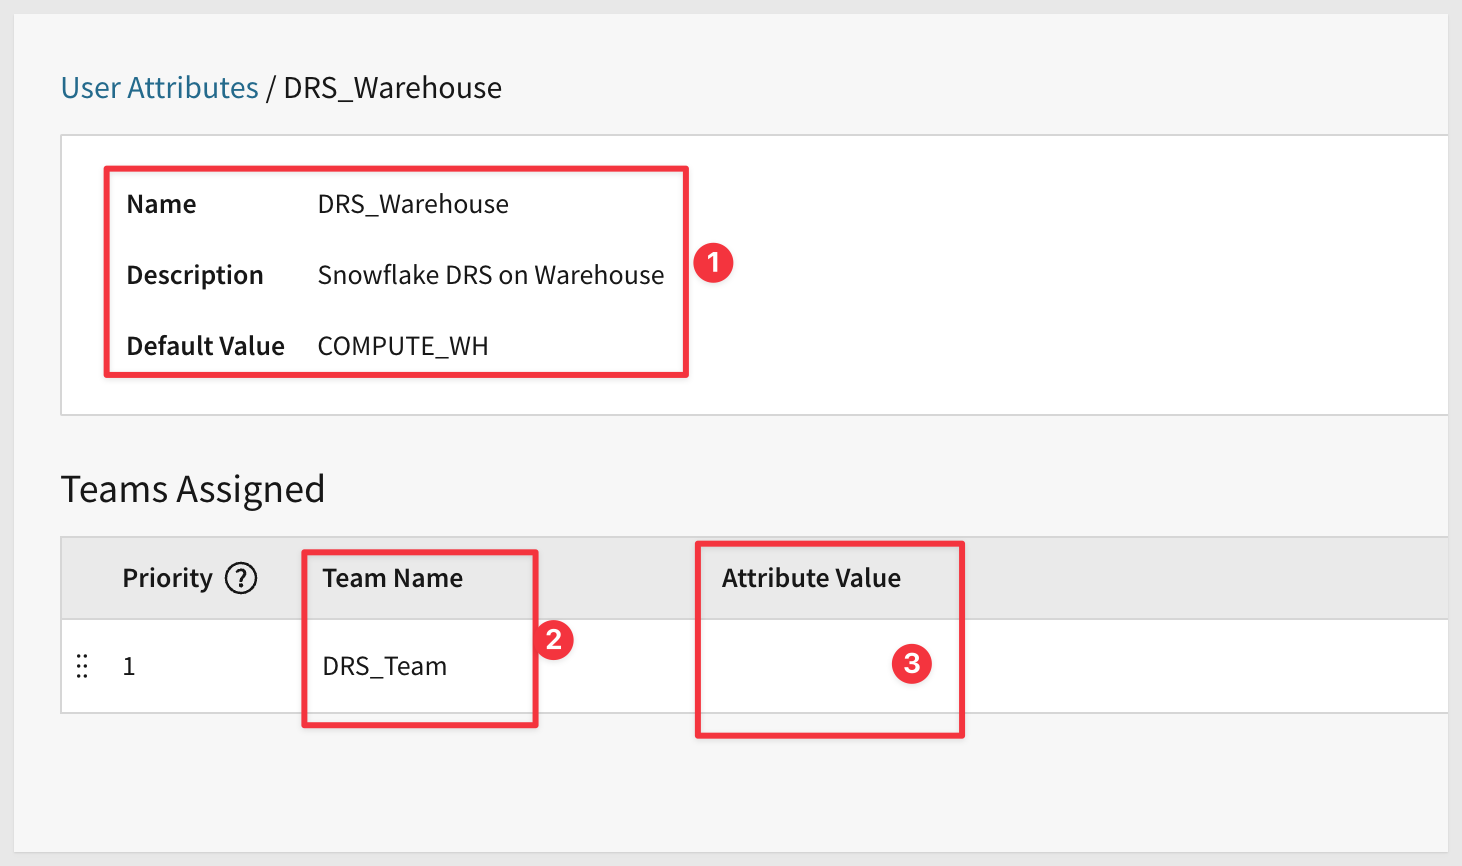 User Attributes / DRS_Warehouse
Name DRS_Warehouse
Description Snowflake DRS on Warehouse
1
Default Value COMPUTE_WH
Teams Assigned
Priority ? Team Name Attribute Value
1 DRS_Team
2
3